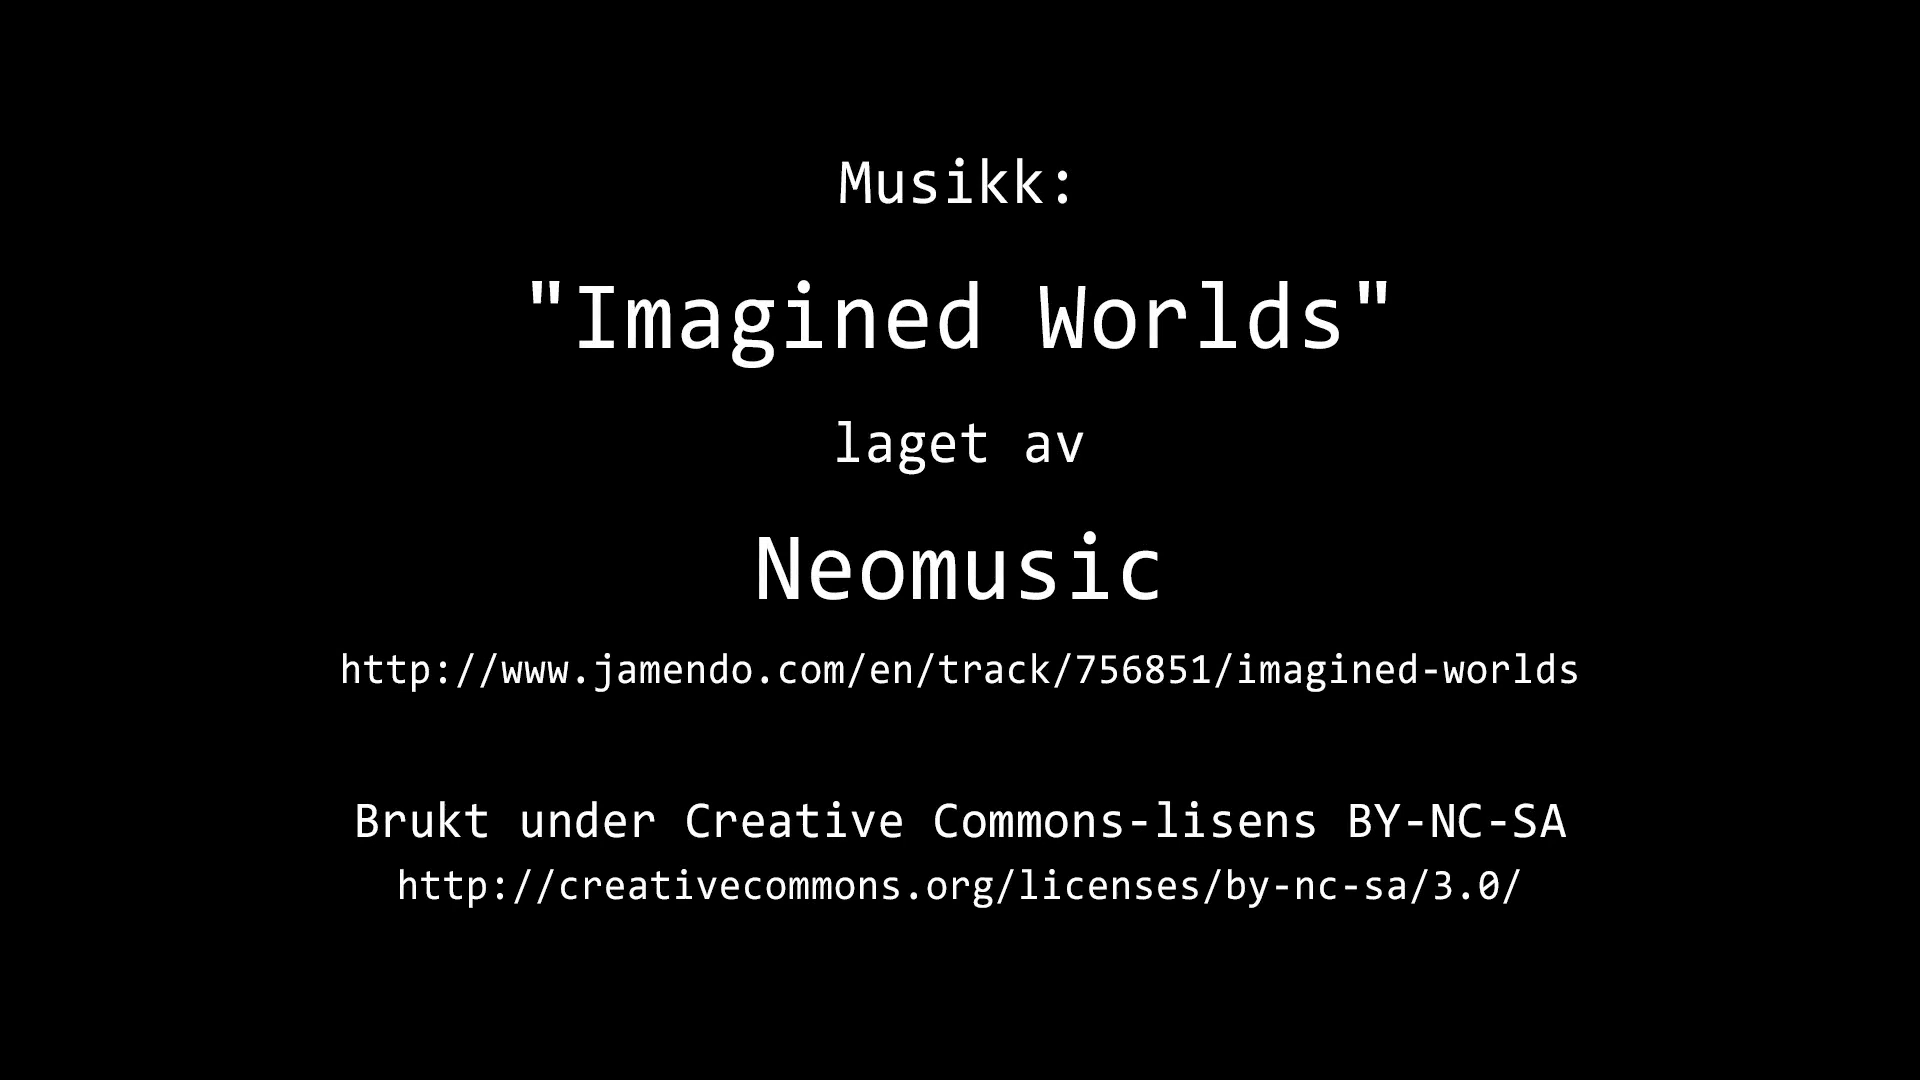 Musikk:
"Imagined Worlds"
laget av
Neomusic
http://www.jamendo.com/en/track/756851/imagined-worlds
Brukt under Creative Commons-lisens BY-NC-SA
http://creativecommons.org/licenses/by-nc-sa/3.0/